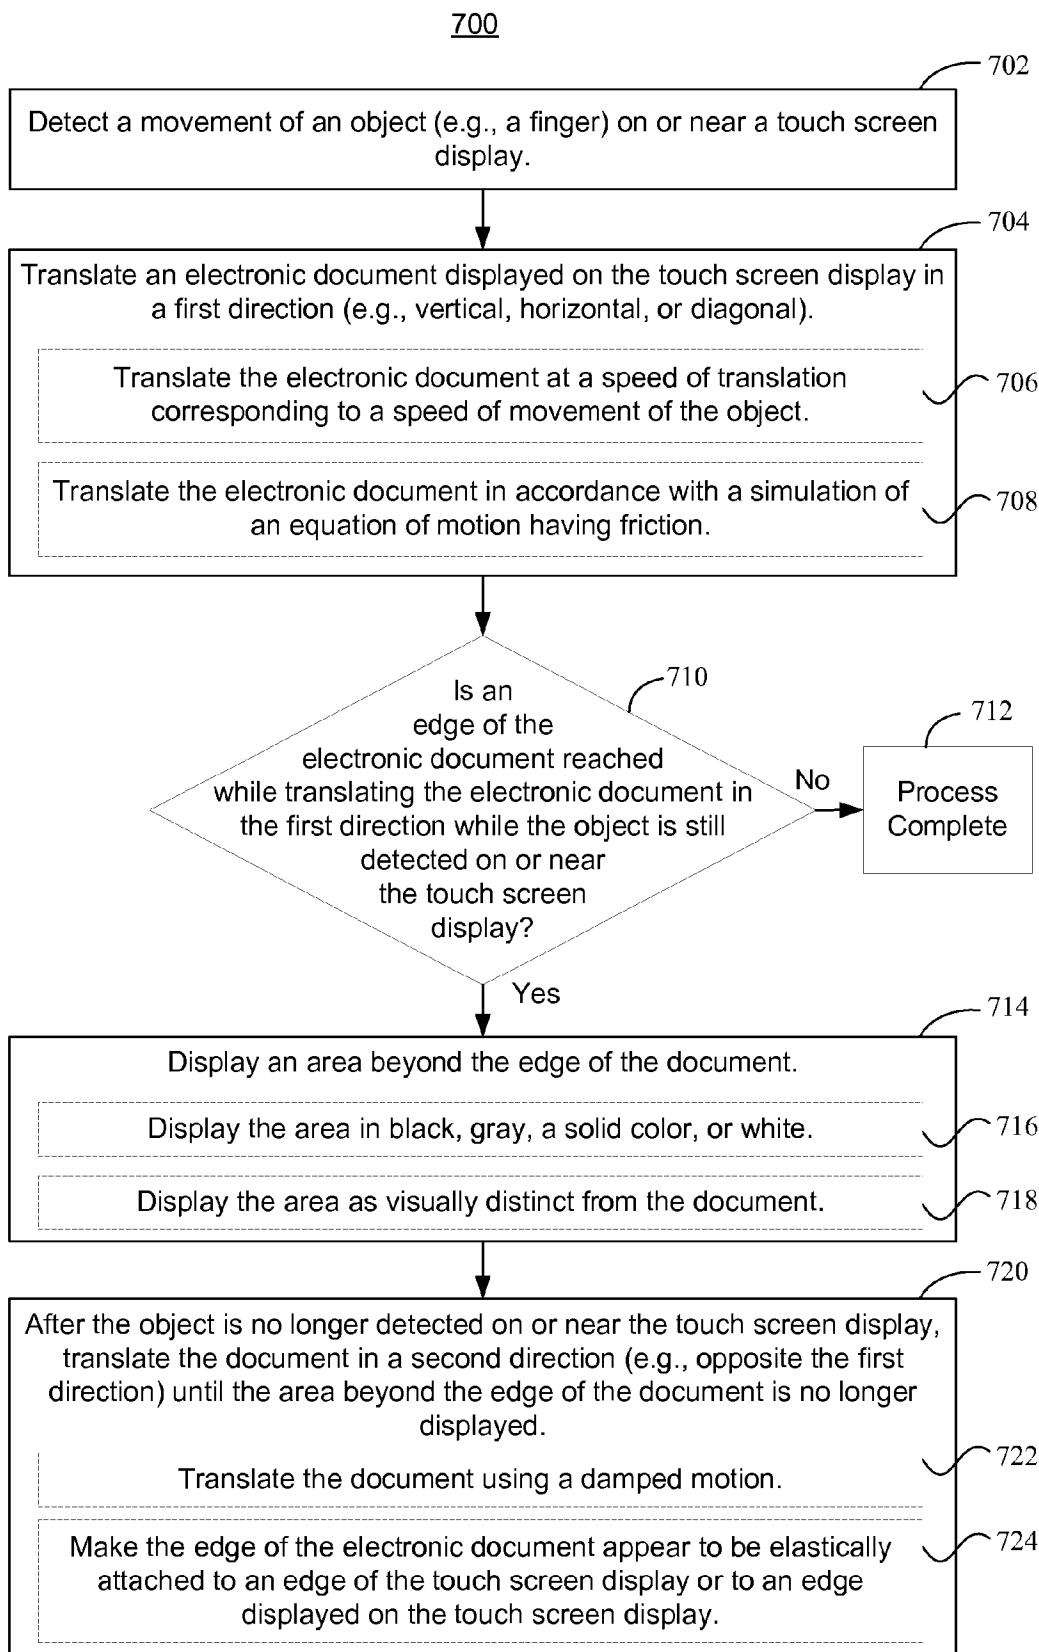 700
702
Detect a movement of an object (e.g., a finger) on or near a touch screen
display.
704
Translate an electronic document displayed on the touch screen display in
a first direction (e.g., vertical, horizontal, or diagonal).
Translate the electronic document at a speed of translation
corresponding to a speed of movement of the object.
706
Translate the electronic document in accordance with a simulation of
an equation of motion having friction.
708
710
Is an
edge of the
electronic document reached
while translating the electronic document in
the first direction while the object is still
detected on or near
the touch screen
display?
No
712
Process
Complete
Yes
714
Display an area beyond the edge of the document.
Display the area in black, gray, a solid color, or white.
716
Display the area as visually distinct from the document.
718
720
After the object is no longer detected on or near the touch screen display,
translate the document in a second direction (e.g., opposite the first
direction) until the area beyond the edge of the document is no longer
displayed.
Translate the document using a damped motion.
722
Make the edge of the electronic document appear to be elastically
attached to an edge of the touch screen display or to an edge
displayed on the touch screen display.
724